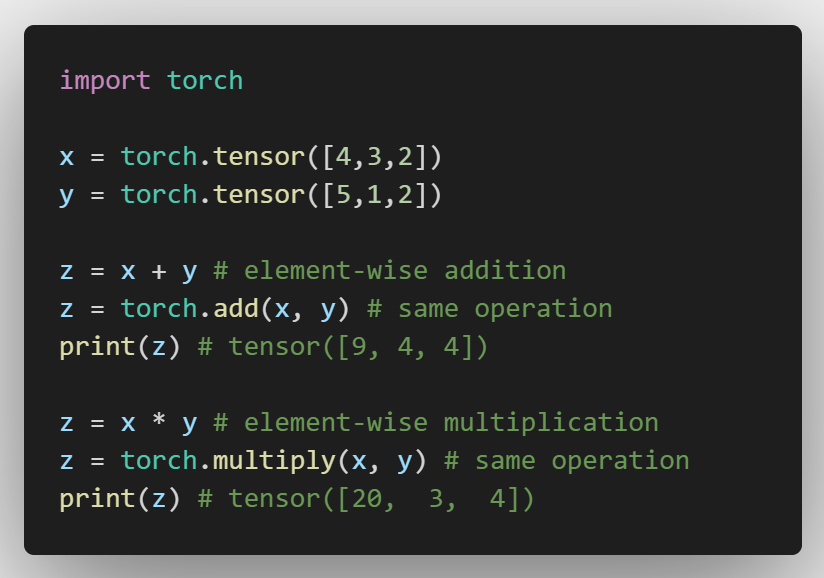 import torch
x = torch.tensor([4,3,2])
y = torch.tensor([5,1,2])
z = x + y # element-wise addition
z = torch.add(x, y) # same operation
print(z) # tensor([9, 4, 4])
z = x * y # element-wise multiplication
z = torch.multiply(x, y) # same operation
print(z) # tensor([20,  3,  4])